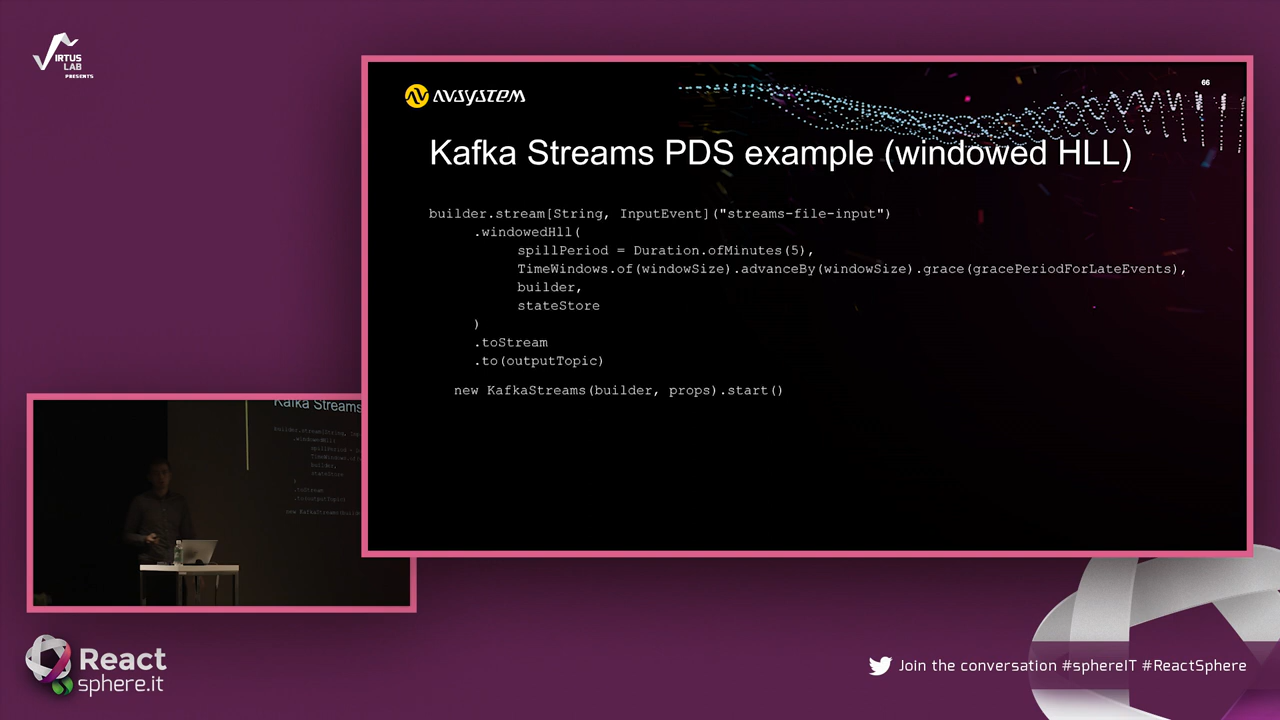 VIRTUS
LAB
PRESENTS
AVSYSTEM
66
Kafka Streams PDS example (windowed HLL)
builder.stream[String, InputEvent]("streams-file-input")
.windowedHll(
spillPeriod = Duration.ofMinutes(5),
TimeWindows.of(windowSize).advanceBy(windowSize).grace(gracePeriodForLateEvents),
builder,
stateStore
)
.toStream
.to(outputTopic)
new KafkaStreams(builder, props).start()
Kafka Streams
React
sphere.it
Join the conversation #sphereIT #ReactSphere